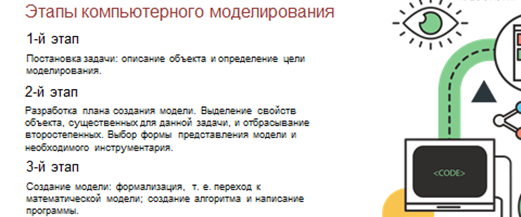 Этапы компьютерного моделирования
1-й этап
Постановка задачи: описание объекта и определение цели
моделирования.
2-й этап
Разработка плана создания модели. Выделение свойств
объекта, существенных для данной задачи, и отбрасывание
второстепенных. Выбор формы представления модели и
необходимого инструментария.
3-й этап
Создание модели: формализация, т. е. переход к
математической модели; создание алгоритма и написание
программы.
<CODE>